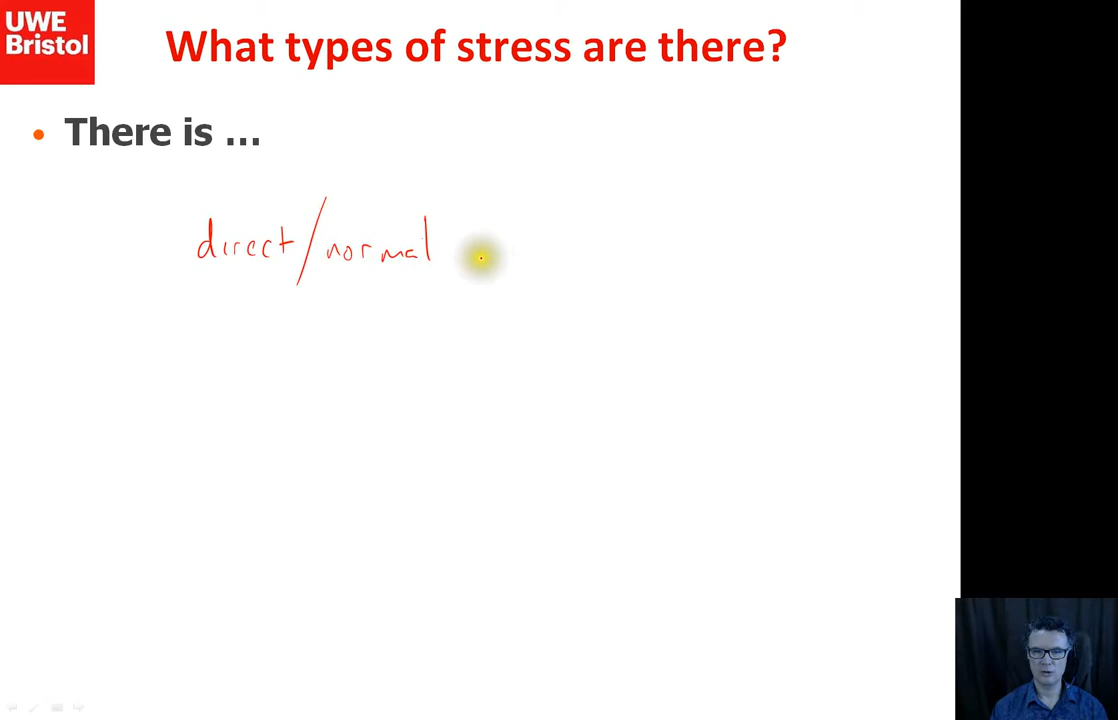 UWE
Bristol
What types of stress are there?
• There is ...
direct/normal